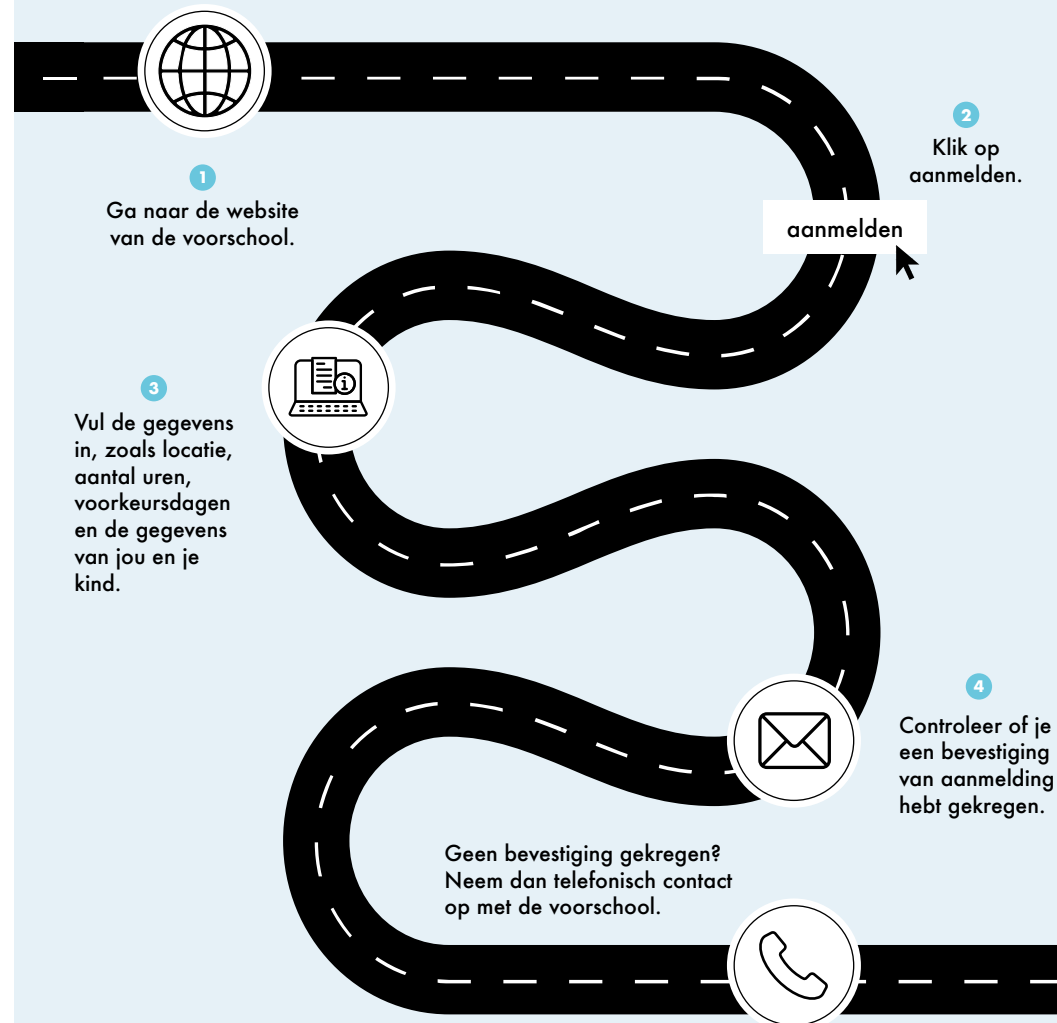 1
Ga naar de website
van de voorschool.
2
Klik op
aanmelden.
aanmelden
3
Vul de gegevens
in, zoals locatie,
aantal uren,
voorkeursdagen
en de gegevens
van jou en je
kind.
4
Controleer of je
een bevestiging
van aanmelding
hebt gekregen.
Geen bevestiging gekregen?
Neem dan telefonisch contact
op met de voorschool.